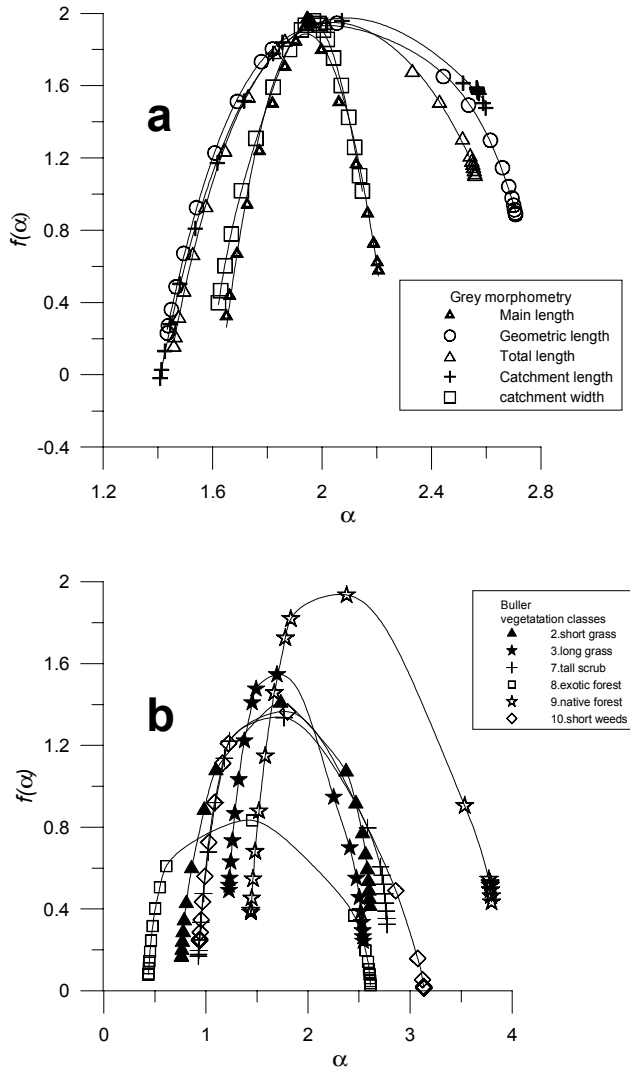 2
1.6
1.2
0.8
0.4
0
-0.4
f(α)
a
Grey morphometry
Main length
Geometric length
Total length
Catchment length
catchment width
1.2 1.6 2 2.4 2.8
α
2
1.6
1.2
0.8
0.4
0
f(α)
b
Buller
vegetatation classes
2.short grass
3.long grass
7.tall scrub
8.exotic forest
9.native forest
10.short weeds
0 1 2 3 4
α